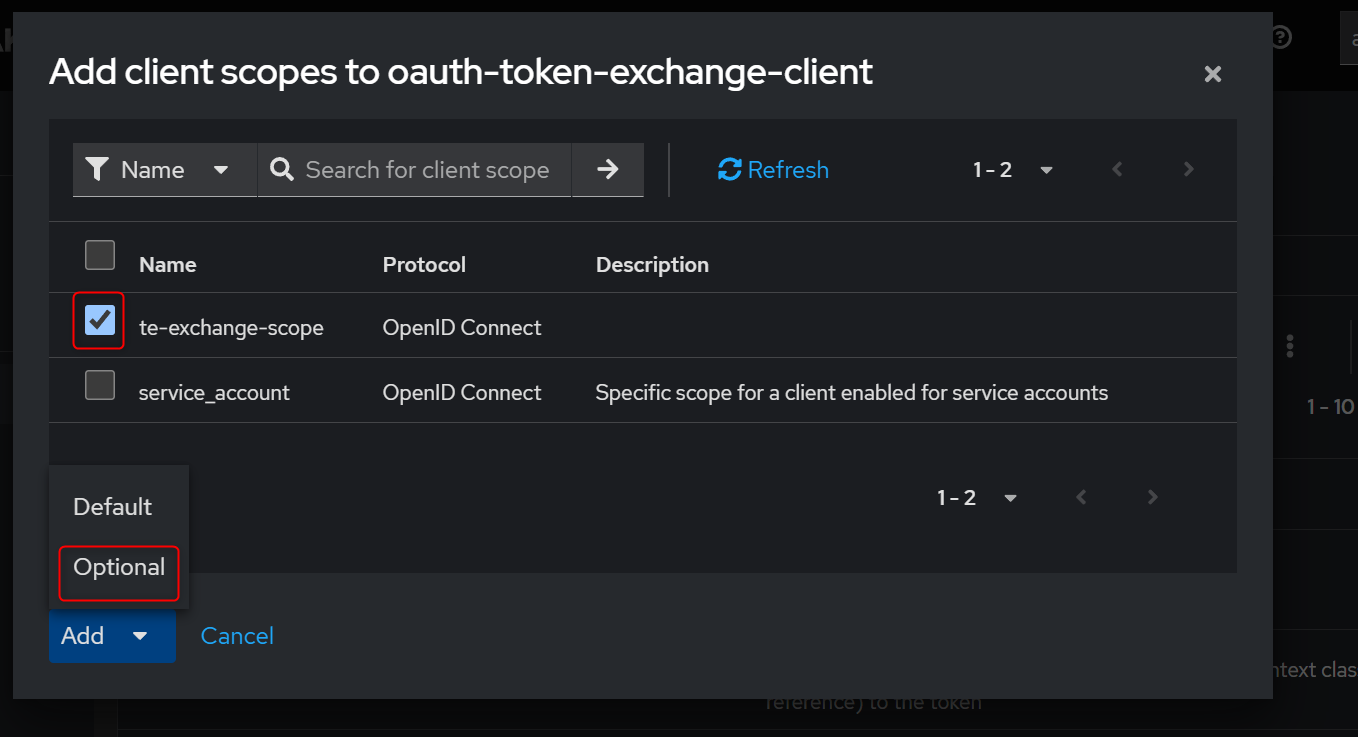 Add client scopes to oauth-token-exchange-client
Name Search for client scope Refresh 1 - 2
Name Protocol Description
te-exchange-scope OpenID Connect
service_account OpenID Connect Specific scope for a client enabled for service accounts
1 - 10
1 - 2
Default
Optional
Add Cancel
reference) to the token